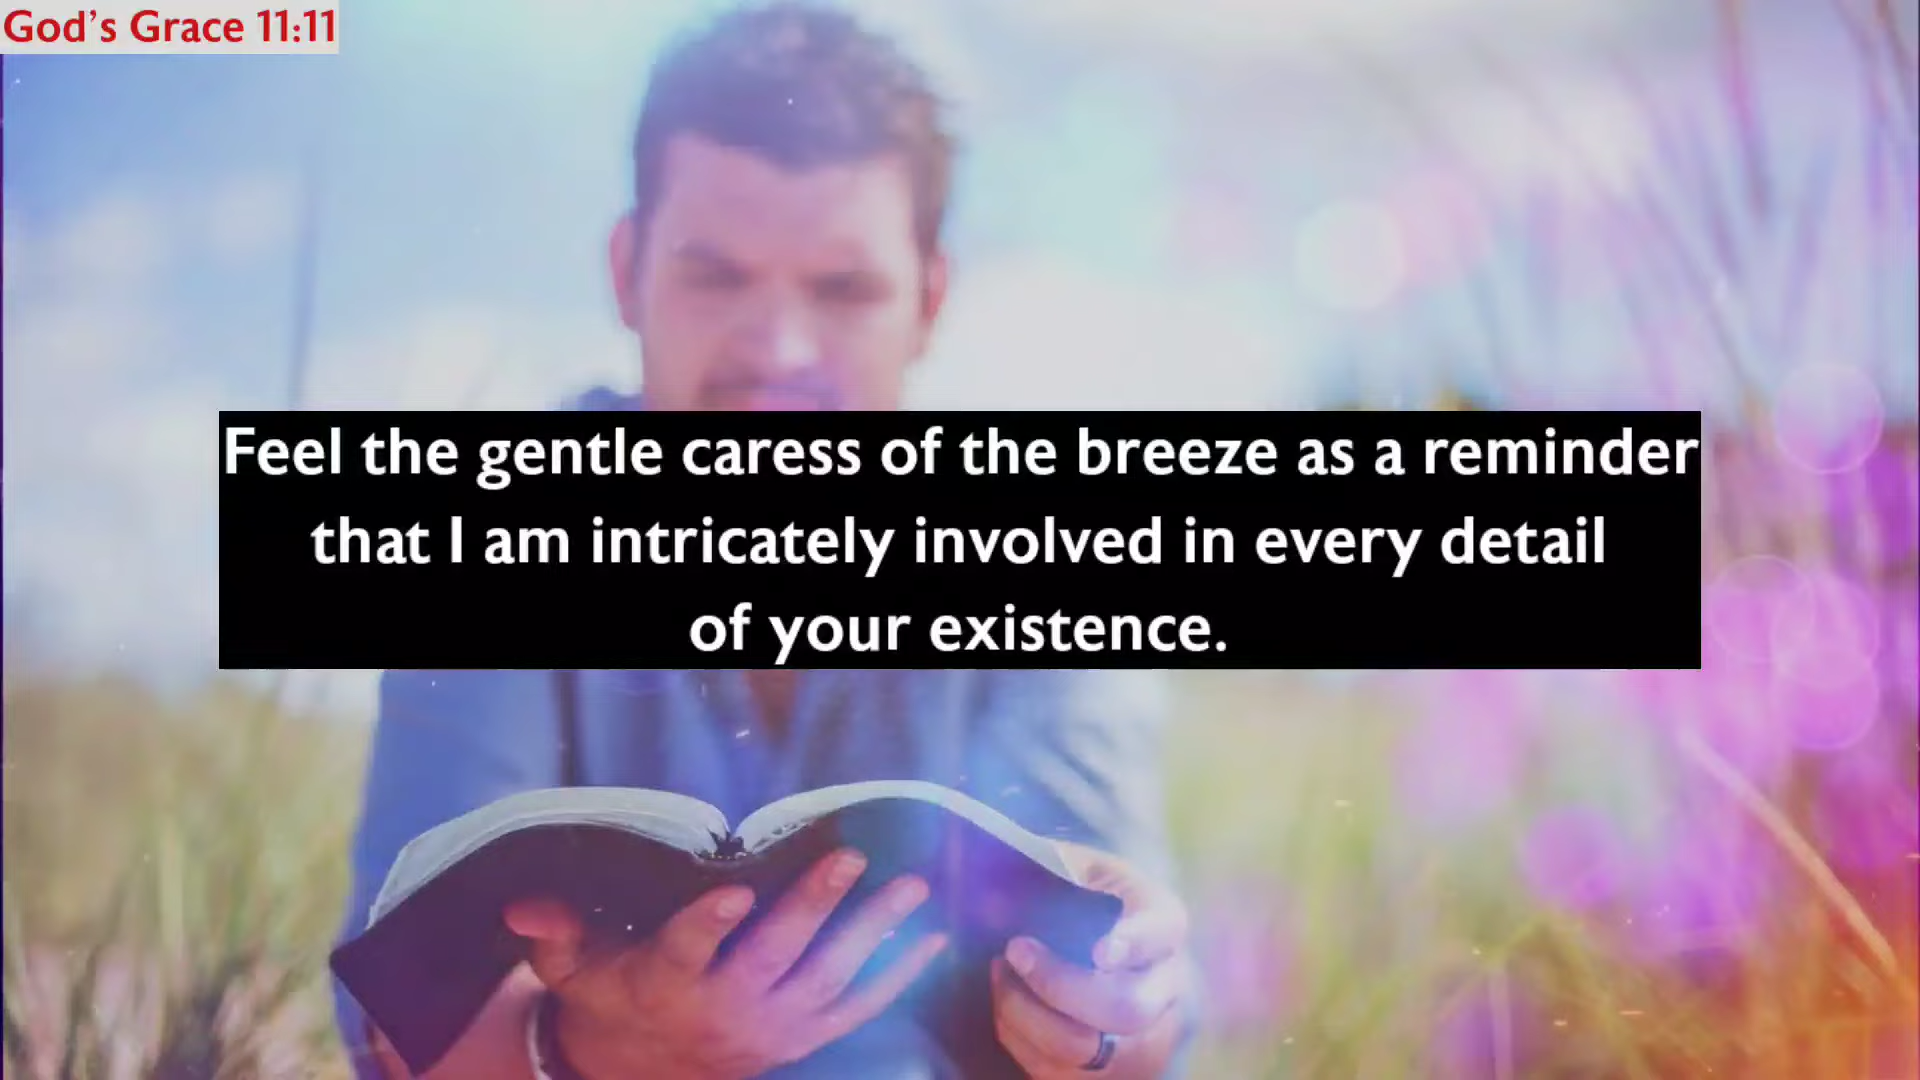 God's Grace 11:11
Feel the gentle caress of the breeze as a reminder
that I am intricately involved in every detail
of your existence.